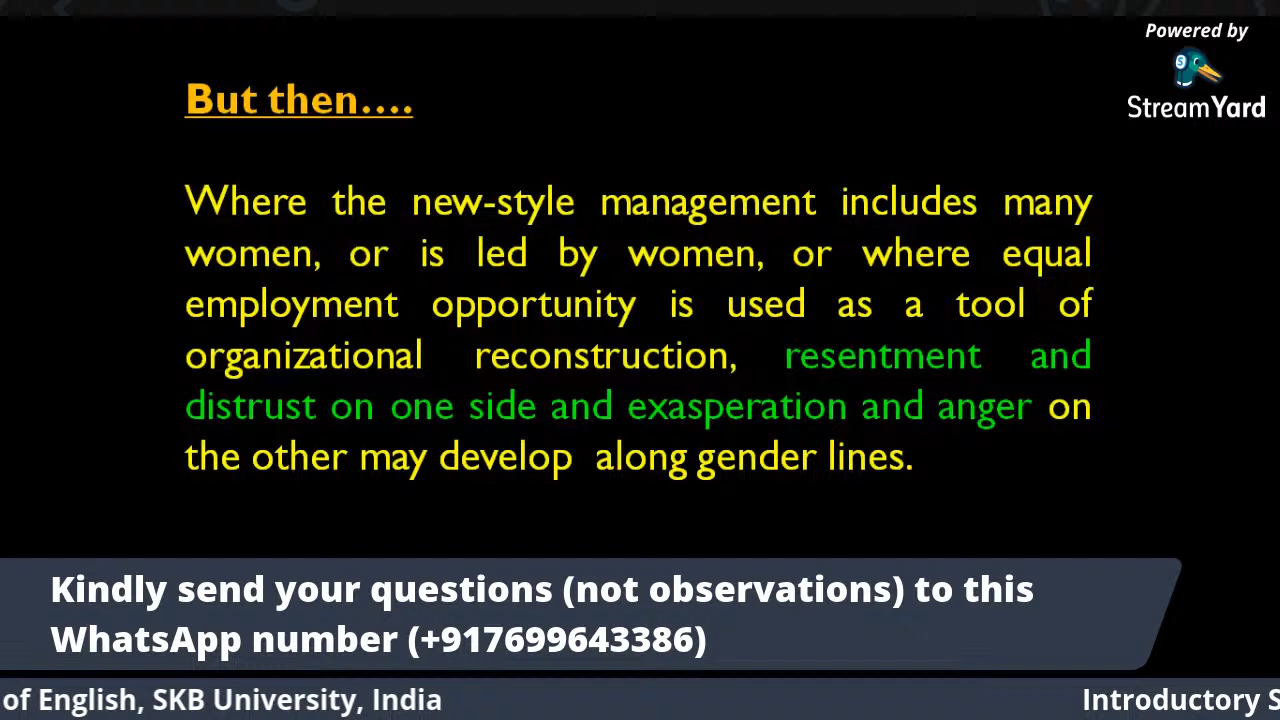 Powered by
StreamYard
But then....
Where the new-style management includes many
women, or is led by women, or where equal
employment opportunity is used as a tool of
organizational reconstruction, resentment and
distrust on one side and exasperation and anger on
the other may develop along gender lines.
Kindly send your questions (not observations) to this
WhatsApp number (+917699643386)
of English, SKB University, India
Introductory S